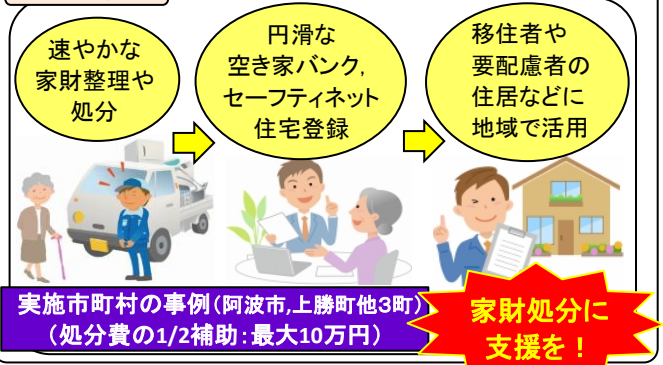 速やかな
家財整理や
処分
円滑な
空き家バンク,
セーフティネット
住宅登録
移住者や
要配慮者の
住居などに
地域で活用
実施市町村の事例(阿波市,上勝町他3町)
(処分費の1/2補助:最大10万円)
家財処分に
支援を!